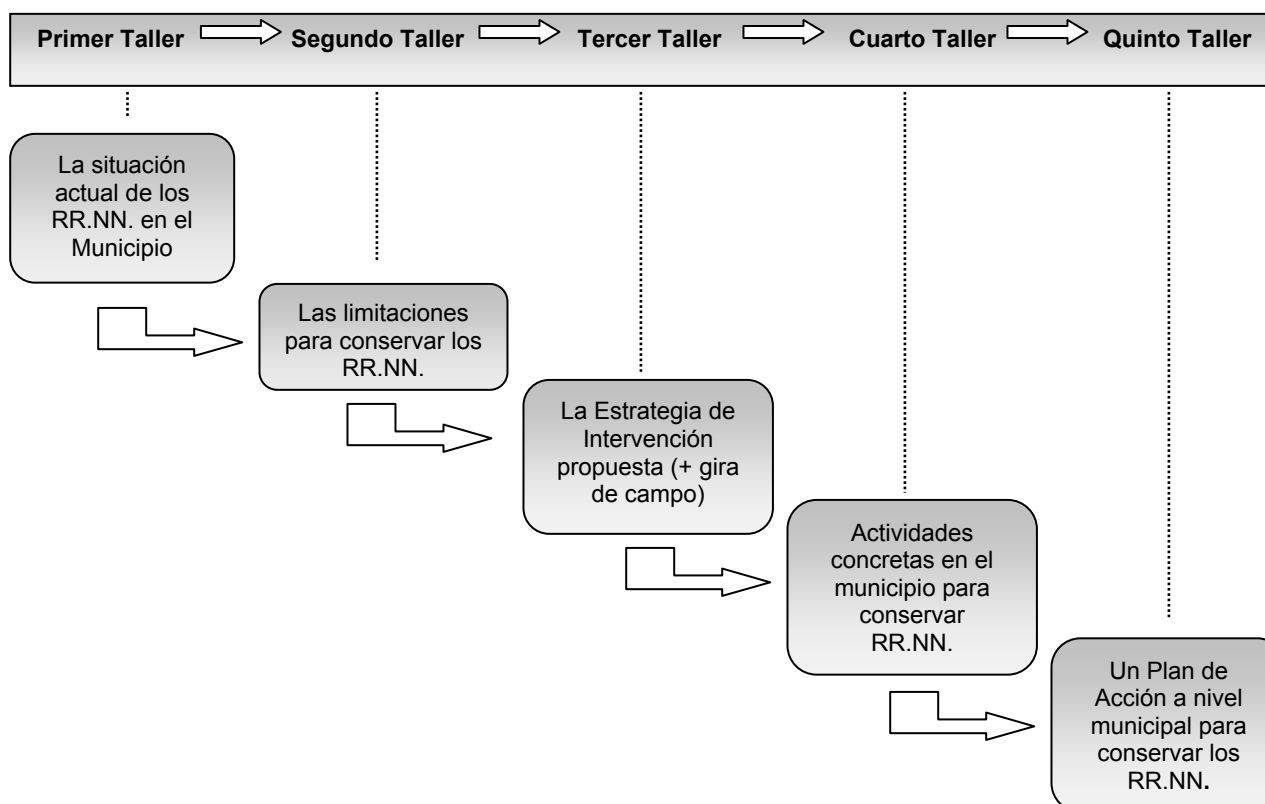 Primer Taller Segundo Taller Tercer Taller Cuarto Taller Quinto Taller
La situación
actual de los
RR.NN. en el
Municipio
Las limitaciones
para conservar los
RR.NN.
La Estrategia de
Intervención
propuesta (+ gira
de campo)
Actividades
concretas en el
municipio para
conservar
RR.NN.
Un Plan de
Acción a nivel
municipal para
conservar los
RR.NN.